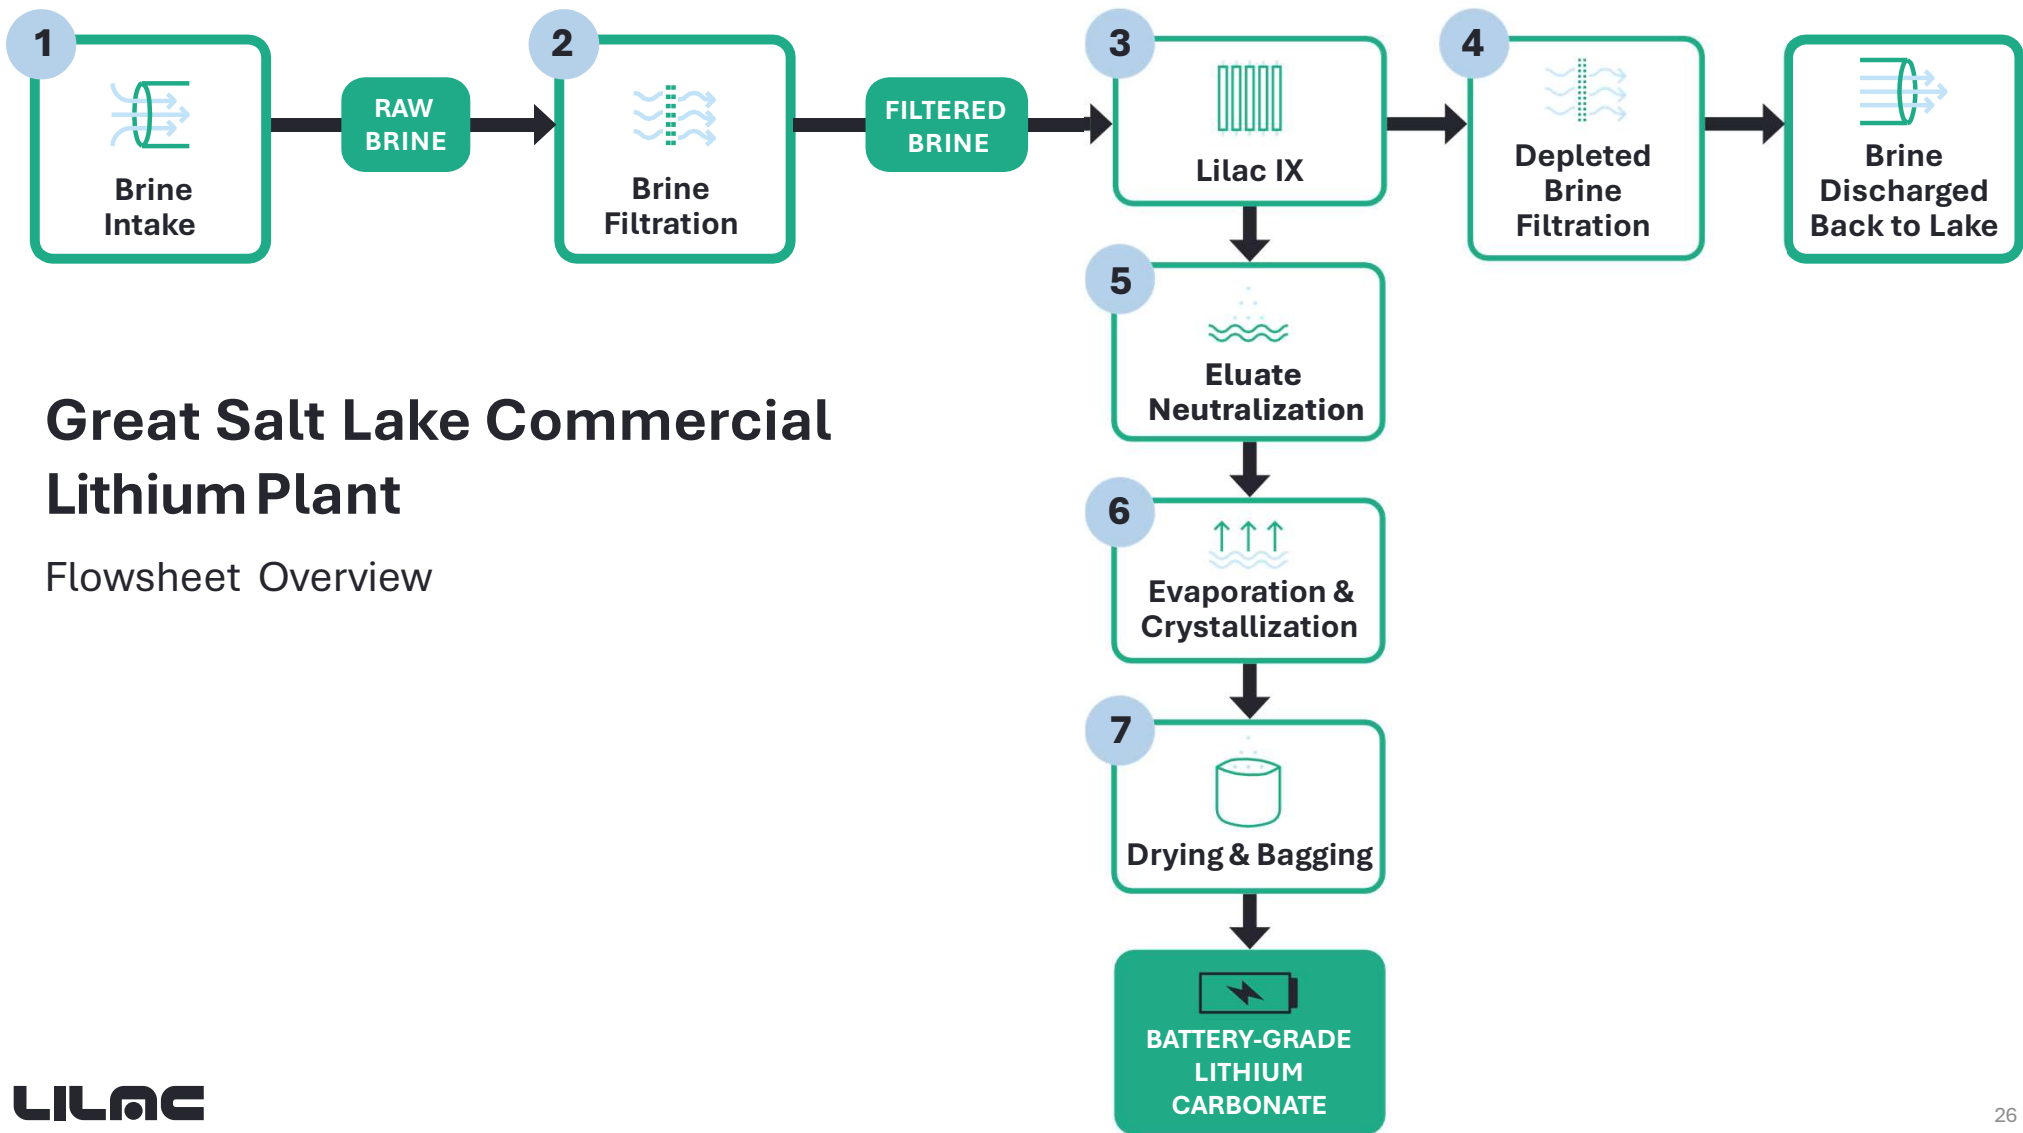 1
Brine
Intake
RAW
BRINE
2
Brine
Filtration
FILTERED
BRINE
3
Lilac IX
4
Depleted
Brine
Filtration
Brine
Discharged
Back to Lake
5
Eluate
Neutralization
6
Evaporation &
Crystallization
7
Drying & Bagging
BATTERY-GRADE
LITHIUM
CARBONATE
Great Salt Lake Commercial
Lithium Plant
Flowsheet Overview
LILAC
26